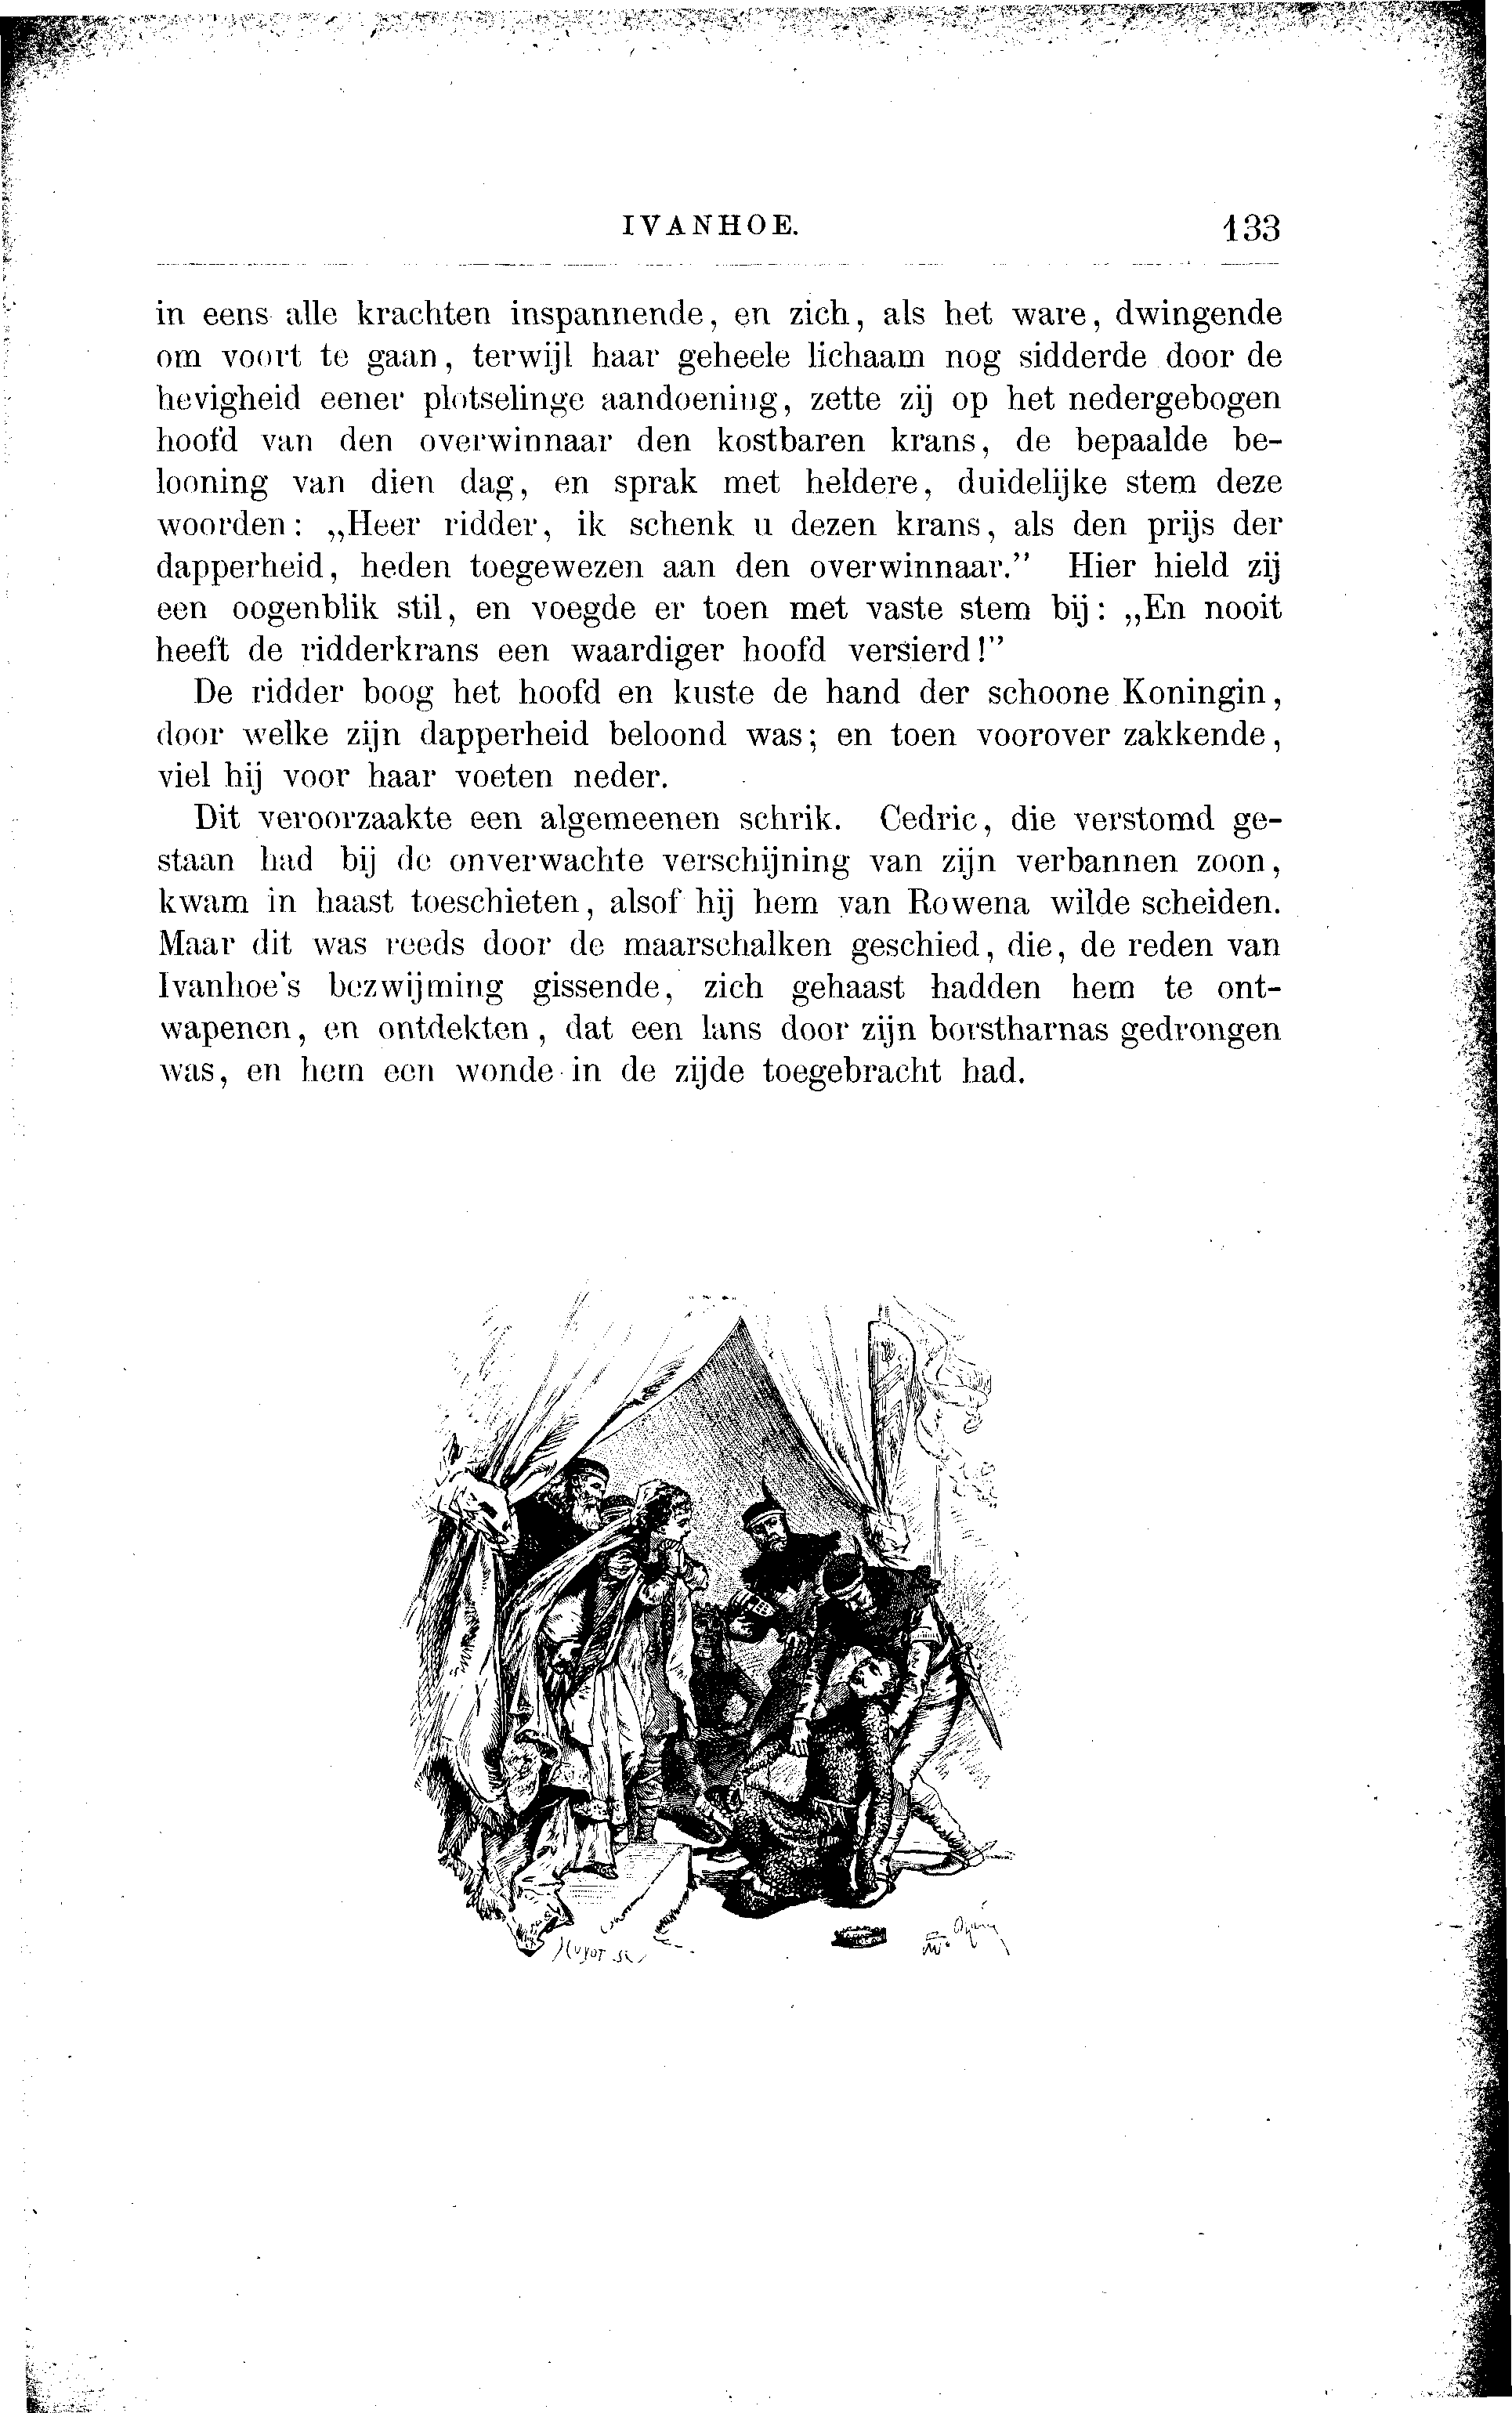 IVANHOE. 133
in eens alle krachten inspannende, en zich, als het ware, dwingende
om voort te gaan, terwijl haar geheele lichaam nog sidderde door de
hevigheid eener plotselinge aandoening, zette zij op het nedergebogen
hoofd van den overwinnaar den kostbaren krans, de bepaalde be-
looning van dien dag, en sprak met heldere, duidelijke stem deze
woorden: „Heer ridder, ik schenk u dezen krans, als den prijs der
dapperheid, heden toegewezen aan den overwinnaar.” Hier hield zij
een oogenblik stil, en voegde er toen met vaste stem bij: „En nooit
heeft de ridderkrans een waardiger hoofd versierd!”
De ridder boog het hoofd en kuste de hand der schoone Koningin,
door welke zijn dapperheid beloond was; en toen voorover zakkende,
viel hij voor haar voeten neder.
Dit veroorzaakte een algemeenen schrik. Cedric, die verstomd ge-
staan had bij de onverwachte verschijning van zijn verbannen zoon,
kwam in haast toeschieten, alsof hij hem van Rowena wilde scheiden.
Maar dit was reeds door de maarschalken geschied, die, de reden van
Ivanhoe's bezwijming gissende, zich gehaast hadden hem te ont-
wapenen, en ontdekten, dat een lans door zijn borstharnas gedrongen
was, en hem een wonde in de zijde toegebracht had.
Huyot